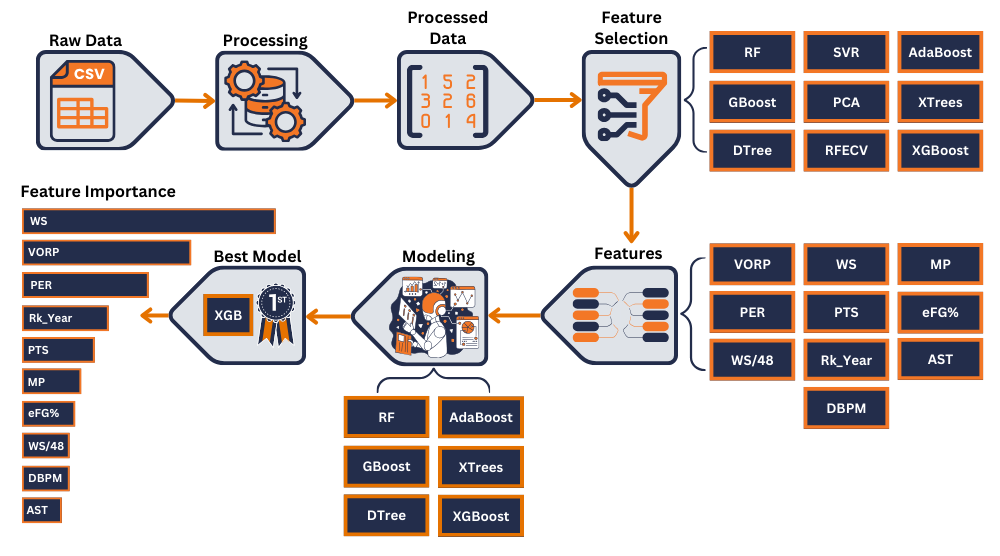 Raw Data
CSV
Processing
Processed
Data
1 5 2
3 2 6
0 1 4
Feature
Selection
RF
SVR
AdaBoost
GBoost
PCA
XTrees
DTree
RFECV
XGBoost
Features
VORP
WS
MP
PER
PTS
eFG%
WS/48
Rk_Year
AST
DBPM
Modeling
RF
AdaBoost
GBoost
XTrees
DTree
XGBoost
Best Model
XGB
1ST
Feature Importance
WS
VORP
PER
Rk_Year
PTS
MP
eFG%
WS/48
DBPM
AST